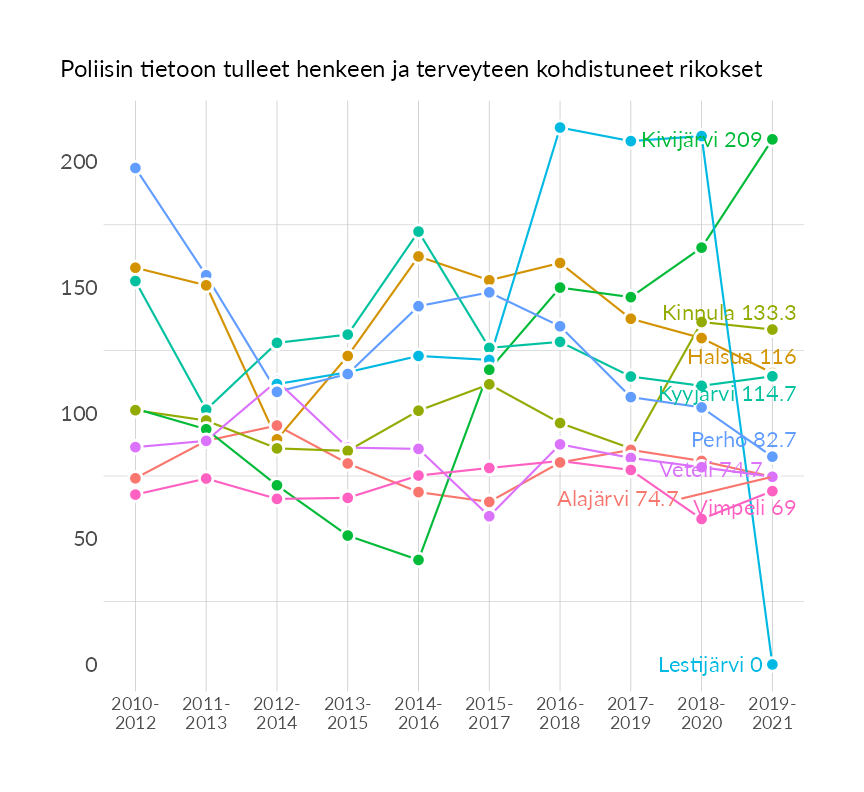 Poliisin tietoon tulleet henkeen ja terveyteen kohdistuneet rikokset
200
150
100
50
0
Kivijärvi 209
Kinnula 133.3
Halsua 116
Kyyjärvi 114.7
Perho 82.7
Veteli 74.7
Alajärvi 74.7
Vimpeli 69
Lestijärvi 0
2010- 2011- 2012- 2013- 2014- 2015- 2016- 2017- 2018- 2019-
2012 2013 2014 2015 2016 2017 2018 2019 2020 2021